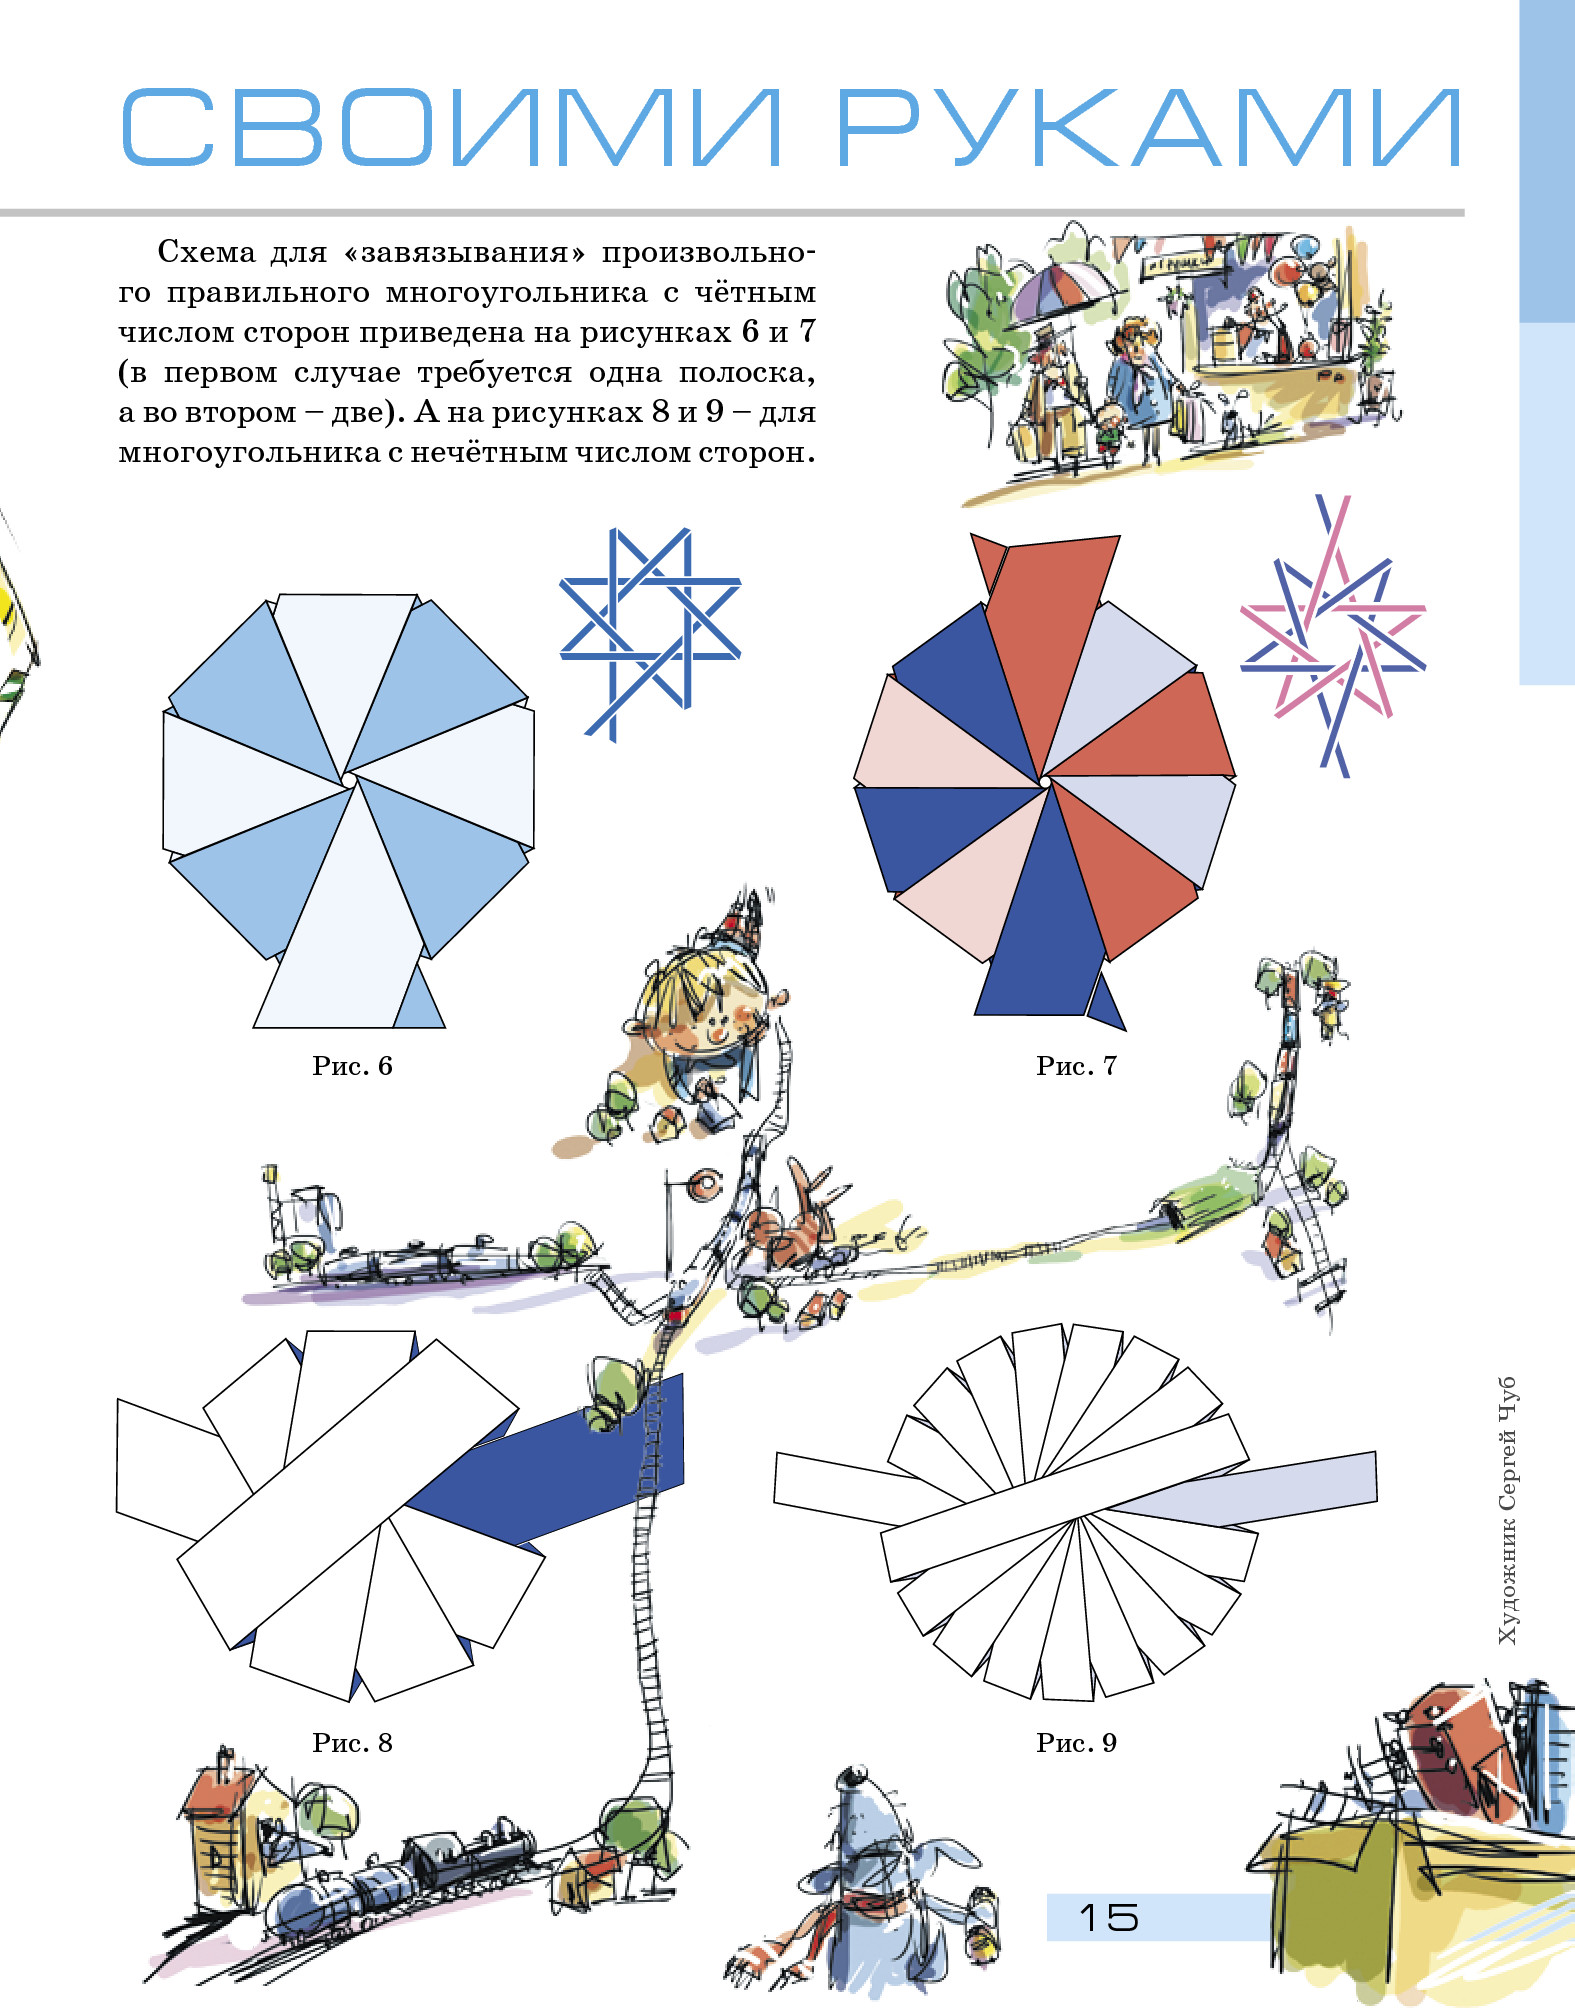 СВОИМИ РУКАМИ
Схема для «завязывания» произвольно-
го правильного многоугольника с чётным
числом сторон приведена на рисунках 6 и 7
(в первом случае требуется одна полоска,
а во втором – две). А на рисунках 8 и 9 – для
многоугольника с нечётным числом сторон.
Рис. 6
Рис. 7
Рис. 8
Рис. 9
Художник Сергей Чуб
15